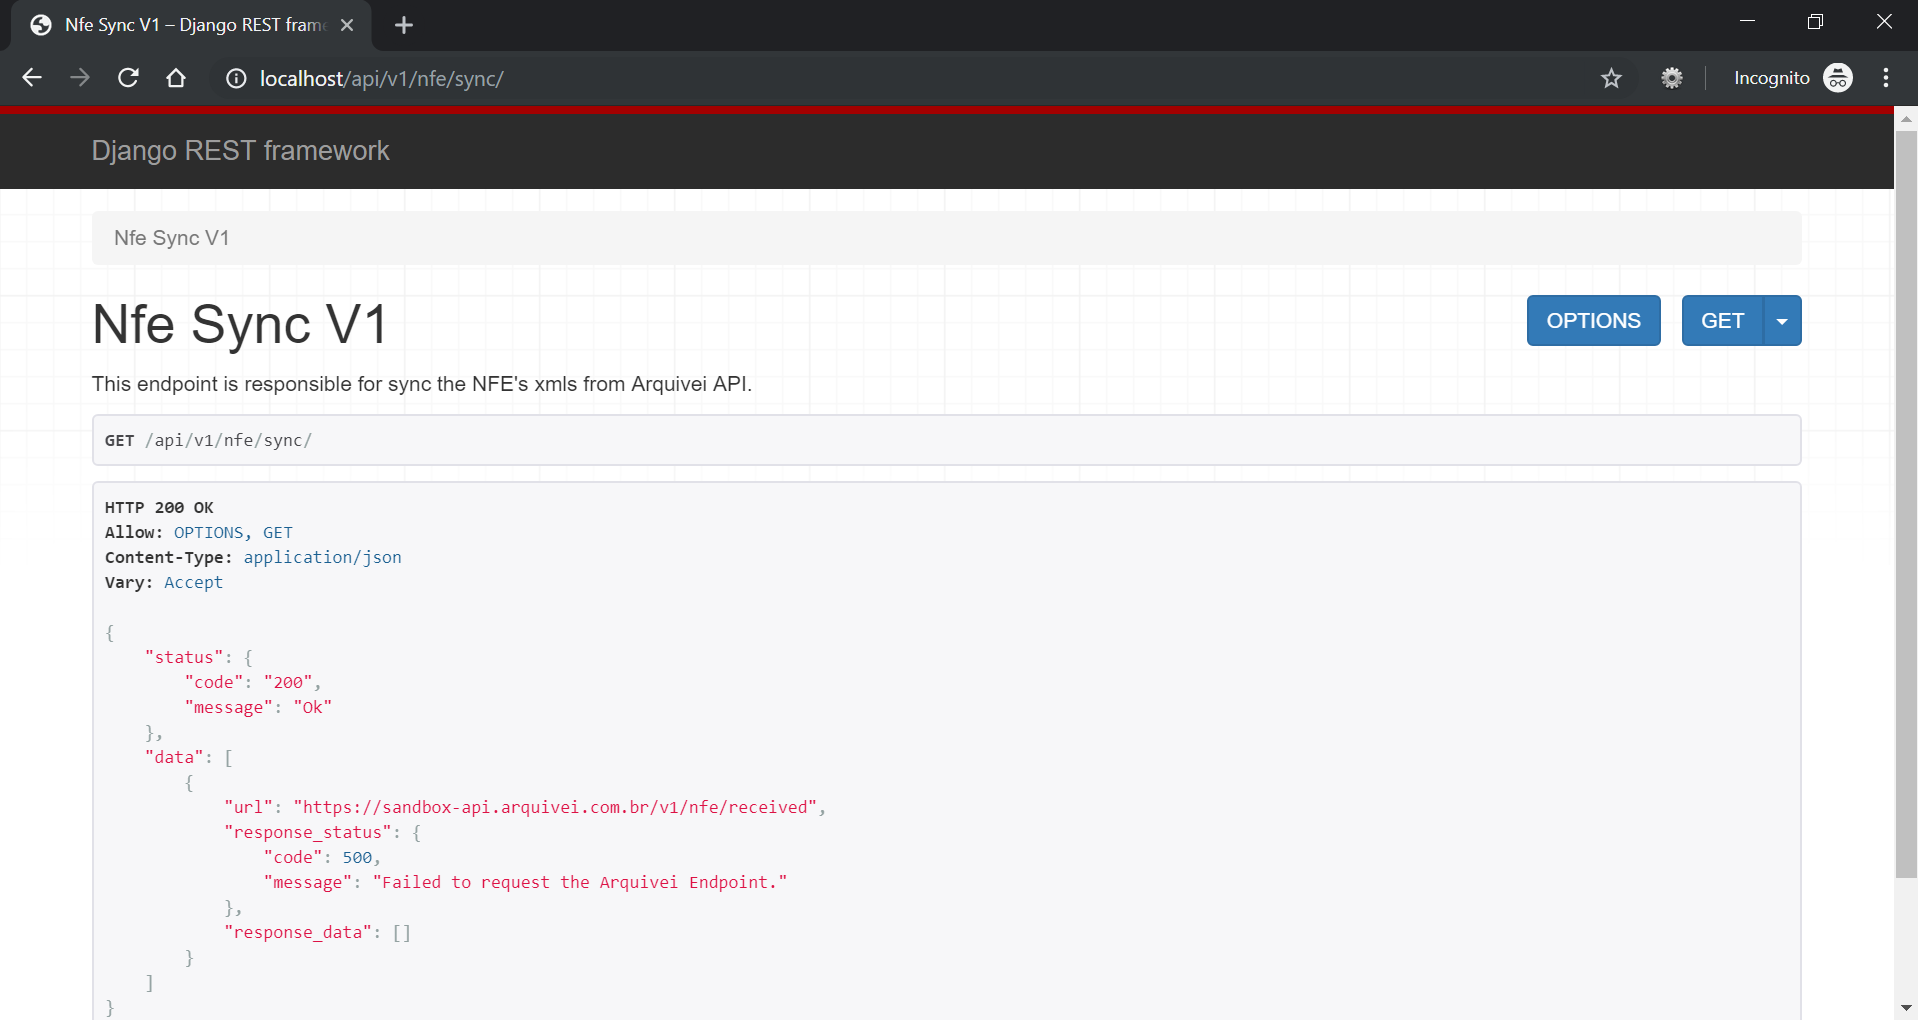 Nfe Sync V1 – Django REST fram
localhost/api/v1/nfe/sync/
Incognito
Django REST framework
Nfe Sync V1
Nfe Sync V1
OPTIONS
GET
This endpoint is responsible for sync the NFE's xmls from Arquivei API.
GET /api/v1/nfe/sync/
HTTP 200 OK
Allow: OPTIONS, GET
Content-Type: application/json
Vary: Accept
{
    "status": {
        "code": "200",
        "message": "Ok"
    },
    "data": [
        {
            "url": "https://sandbox-api.arquivei.com.br/v1/nfe/received",
            "response_status": {
                "code": 500,
                "message": "Failed to request the Arquivei Endpoint."
            },
            "response_data": []
        }
    ]
}